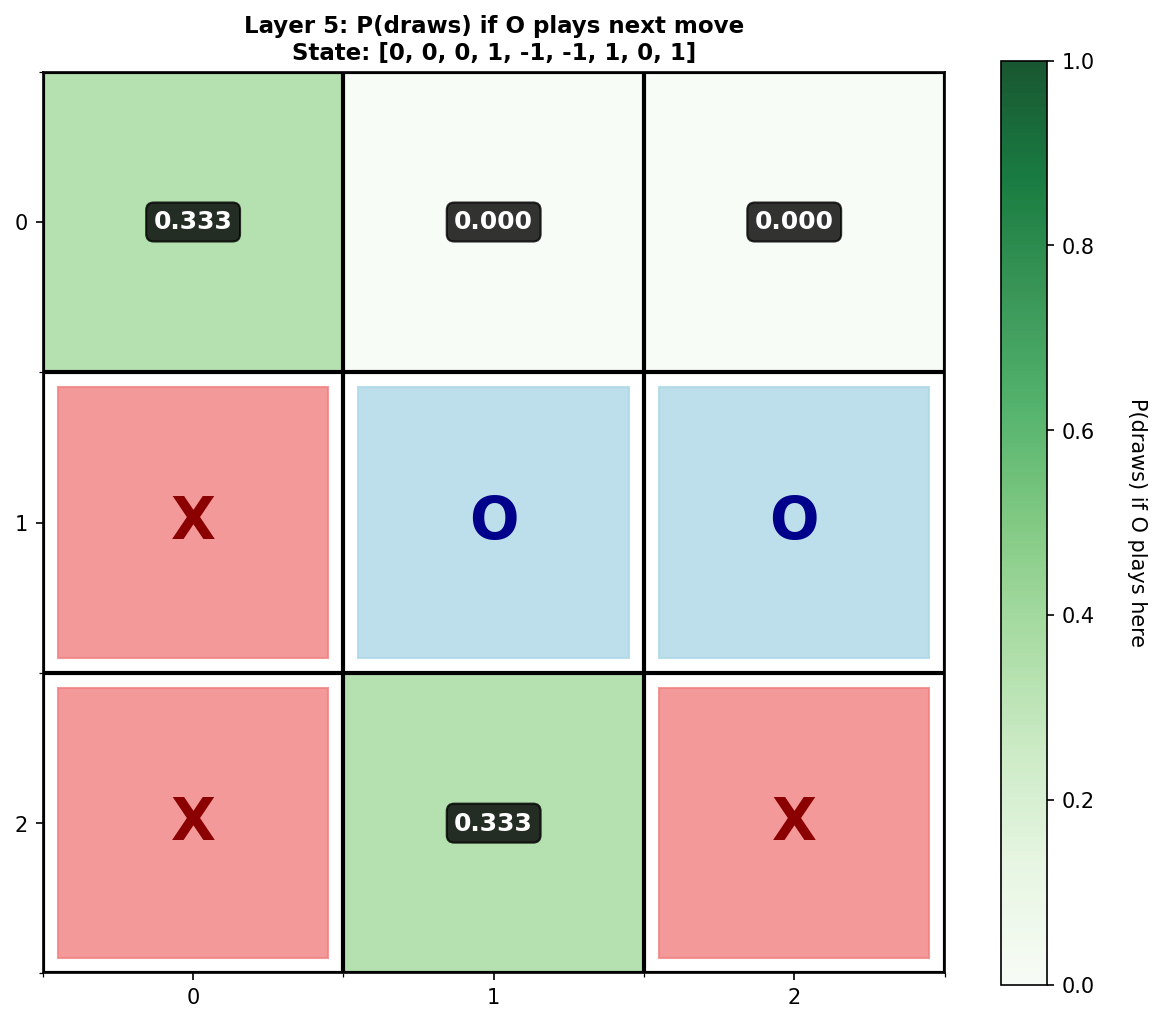 Layer 5: P(draws) if O plays next move
State: [0, 0, 0, 1, -1, -1, 1, 0, 1]
0.333
0.000
0.000
X
O
O
X
0.333
X
0
1
2
0
1
2
1.0
0.8
0.6
0.4
0.2
0.0
P(draws) if O plays here